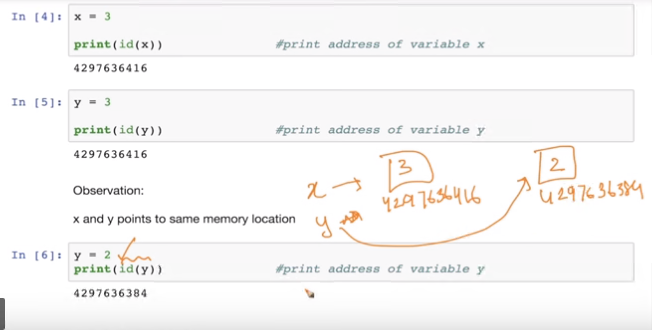 In [4]: x = 3
print(id(x)) #print address of variable x
4297636416
In [5]: y = 3
print(id(y)) #print address of variable y
4297636416
Observation:
x and y points to same memory location
x → 3
4297636416
y
2
4297636384
In [6]: y = 2
print(id(y)) #print address of variable y
4297636384